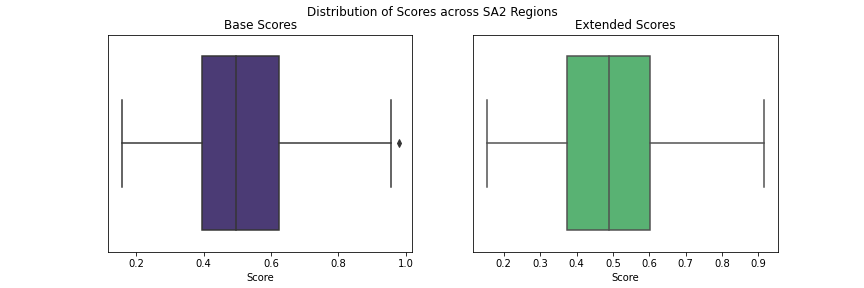 Distribution of Scores across SA2 Regions
Base Scores
Extended Scores
0.2 0.4 0.6 0.8 1.0
Score
0.2 0.3 0.4 0.5 0.6 0.7 0.8 0.9
Score